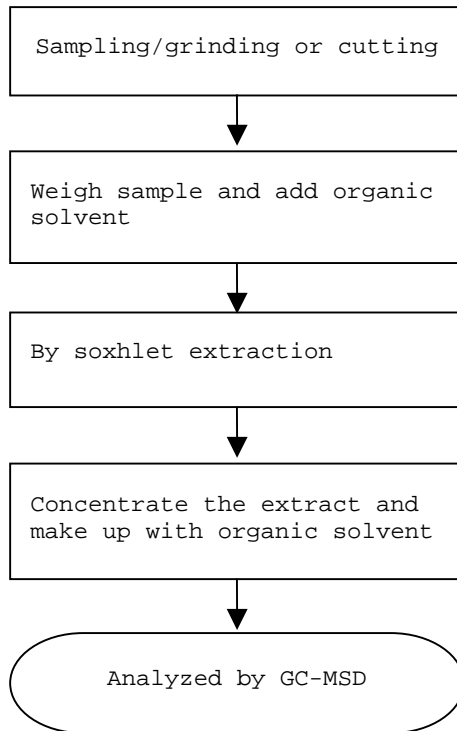 Sampling/grinding or cutting
Weigh sample and add organic
solvent
By soxhlet extraction
Concentrate the extract and
make up with organic solvent
Analyzed by GC-MSD